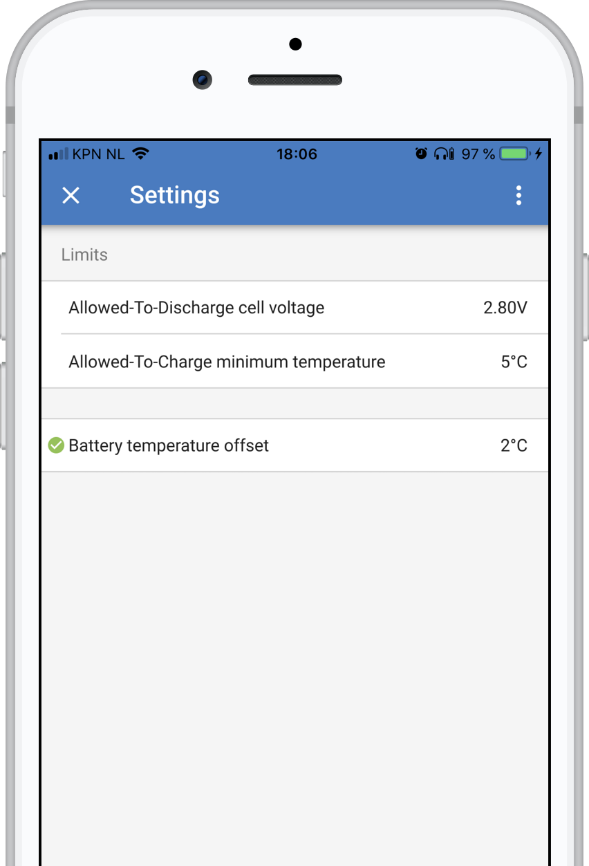 KPN NL 18:06 97 %
Settings
Limits
Allowed-To-Discharge cell voltage 2.80V
Allowed-To-Charge minimum temperature 5°C
Battery temperature offset 2°C